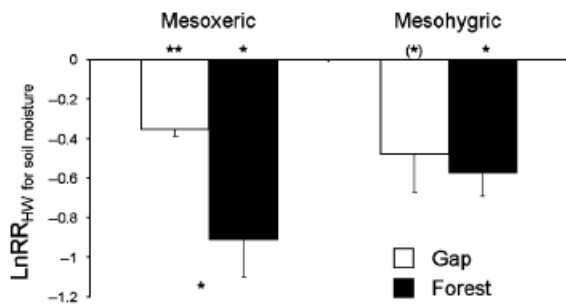 Mesoxeric Mesohygric
** * (*) *
0
–0.2
–0.4
–0.6
–0.8
–1
–1.2
LnRR_HW for soil moisture
*
Gap
Forest